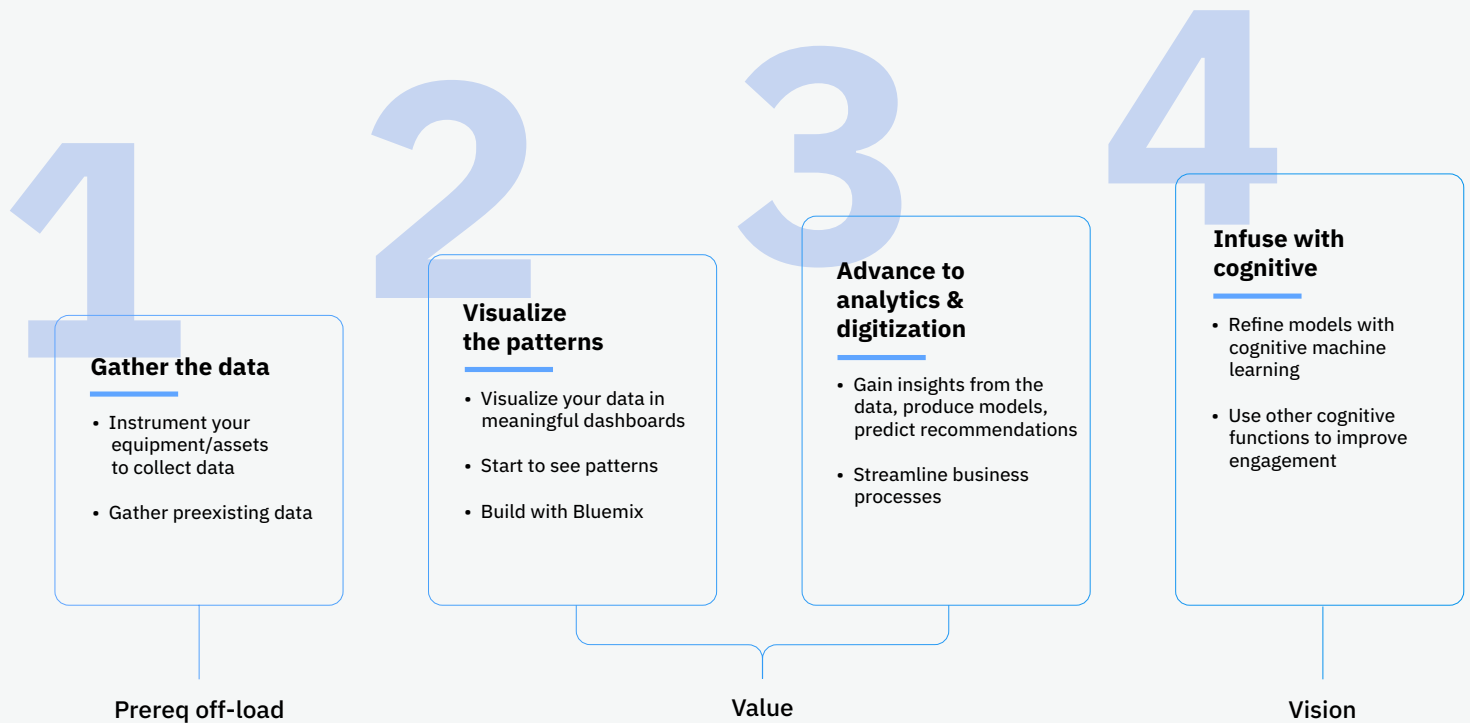 1
Gather the data
• Instrument your
equipment/assets
to collect data
• Gather preexisting data
2
Visualize
the patterns
• Visualize your data in
meaningful dashboards
• Start to see patterns
• Build with Bluemix
3
Advance to
analytics &
digitization
• Gain insights from the
data, produce models,
predict recommendations
• Streamline business
processes
4
Infuse with
cognitive
• Refine models with
cognitive machine
learning
• Use other cognitive
functions to improve
engagement
Prereq off-load
Value
Vision